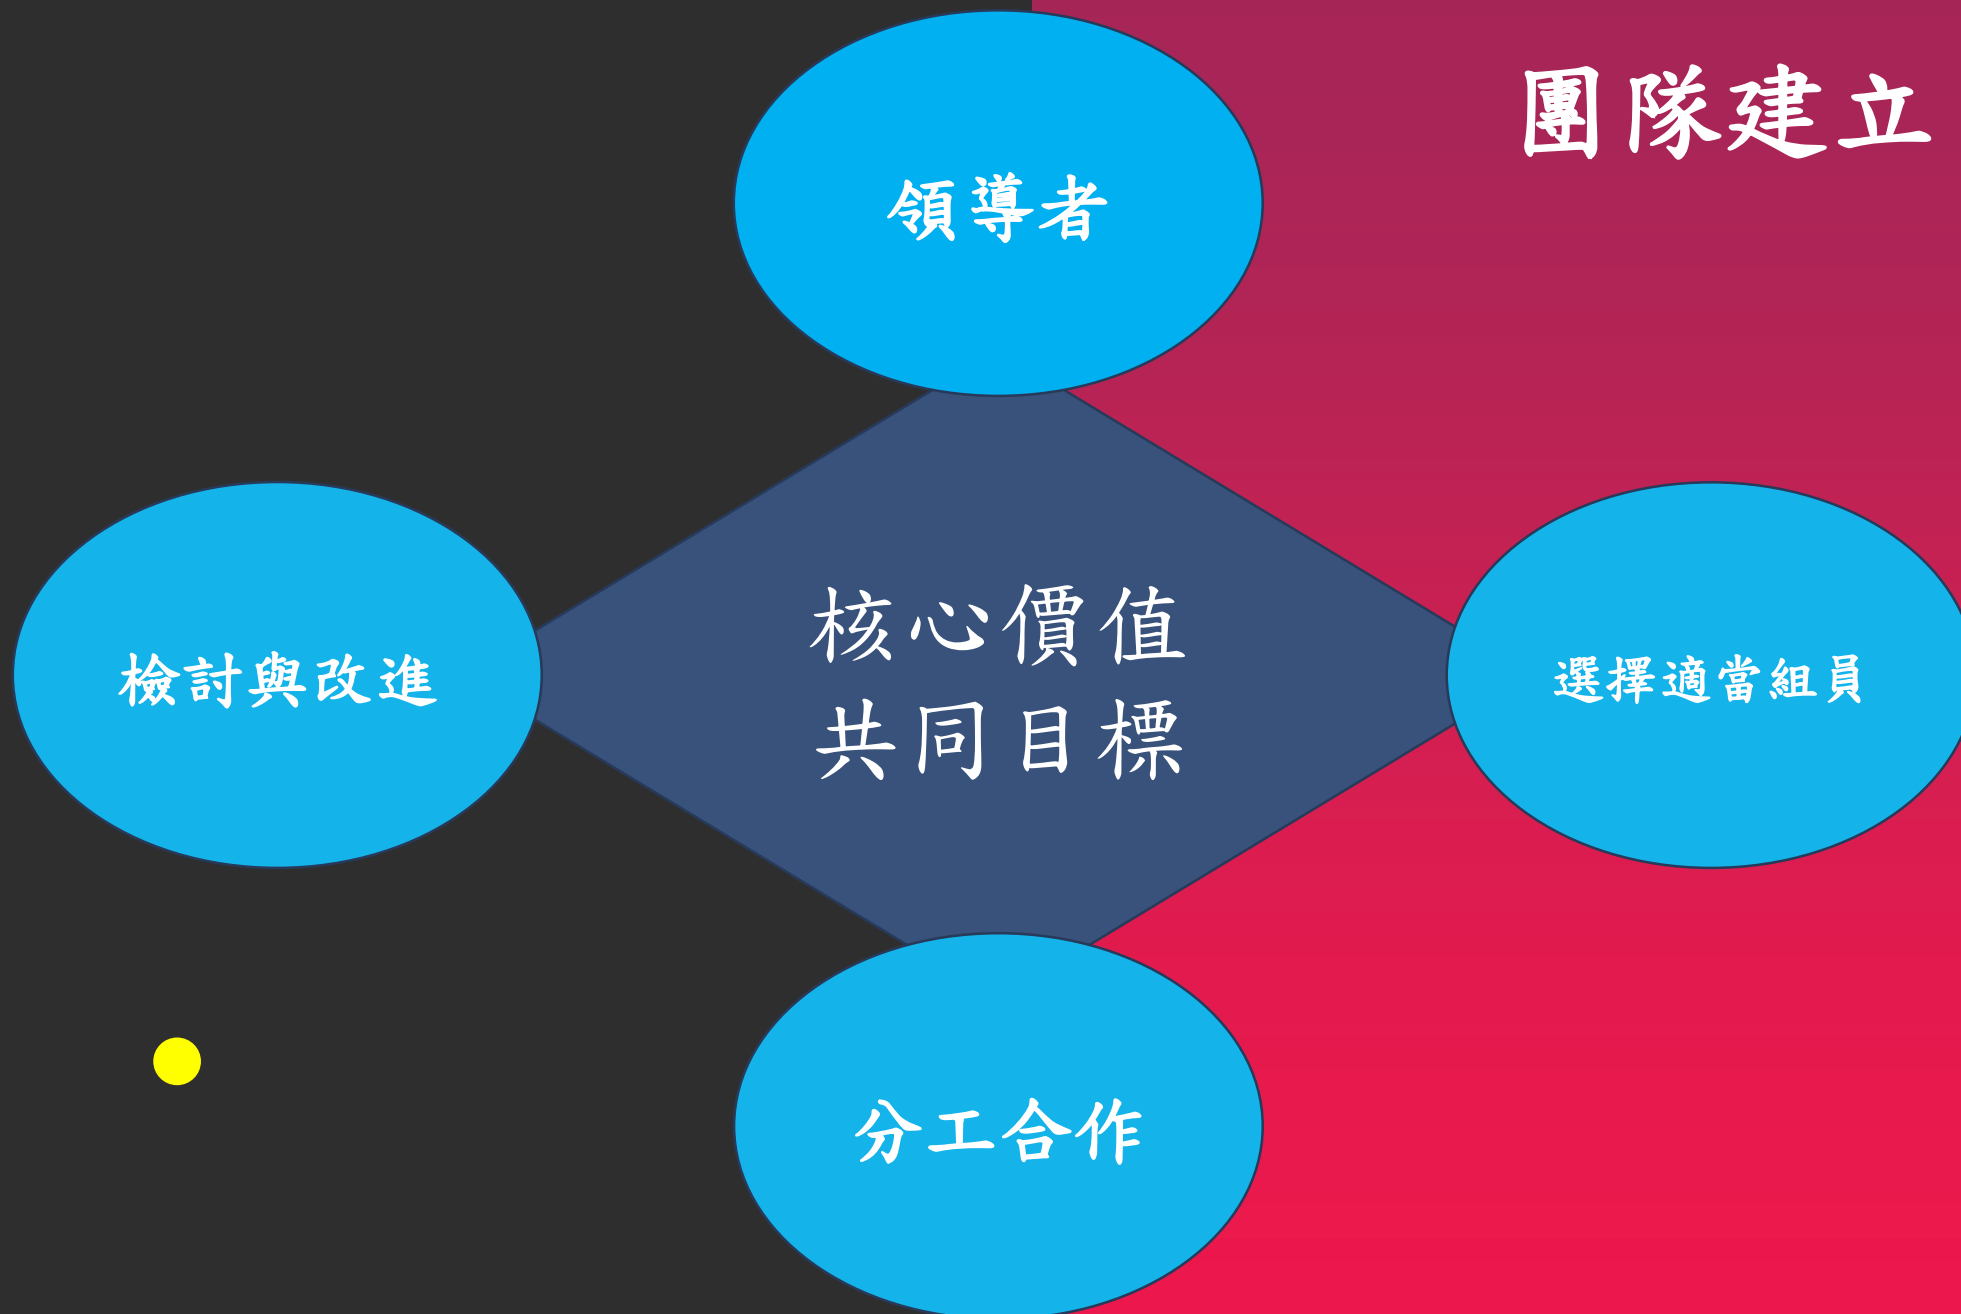 團隊建立
領導者
核心價值
共同目標
檢討與改進
選擇適當組員
分工合作